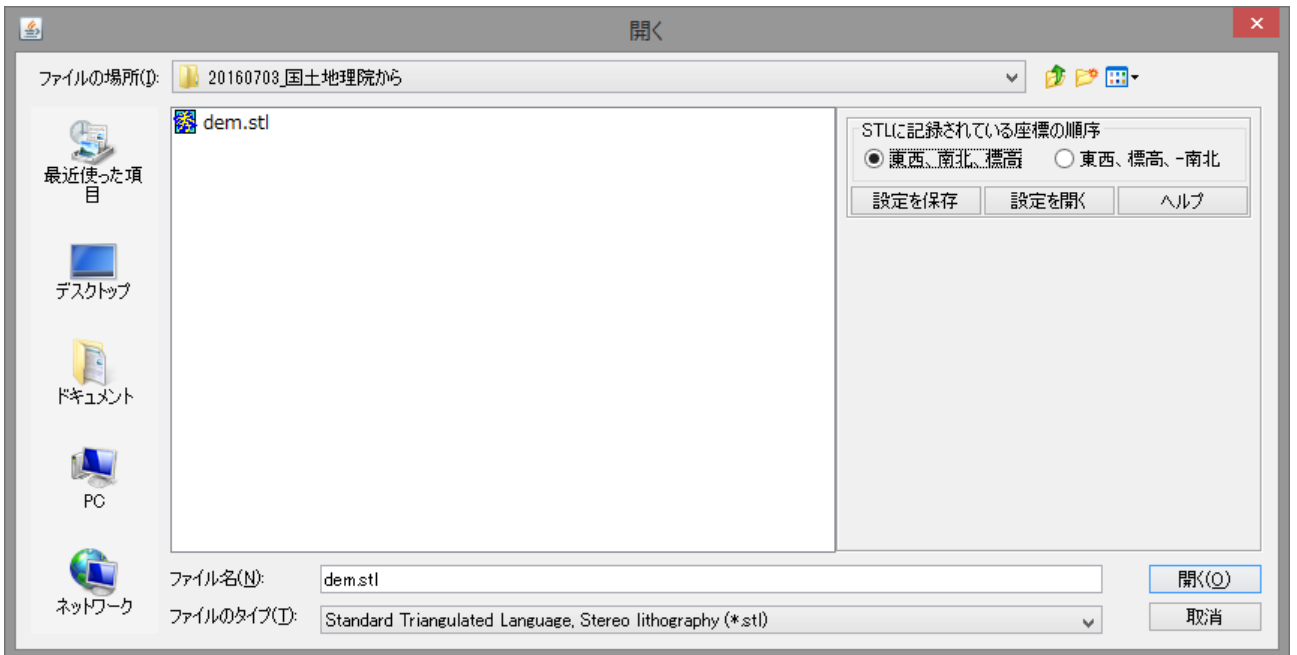 開く
ファイルの場所(I):
20160703_国土地理院から
最近使った項
目
デスクトップ
ドキュメント
PC
ネットワーク
秀 dem.stl
STLに記録されている座標の順序
東西、南北、標高 東西、標高、-南北
設定を保存 設定を開く ヘルプ
ファイル名(N): dem.stl 開く(O)
ファイルのタイプ(T): Standard Triangulated Language, Stereo lithography (*.stl) 取消